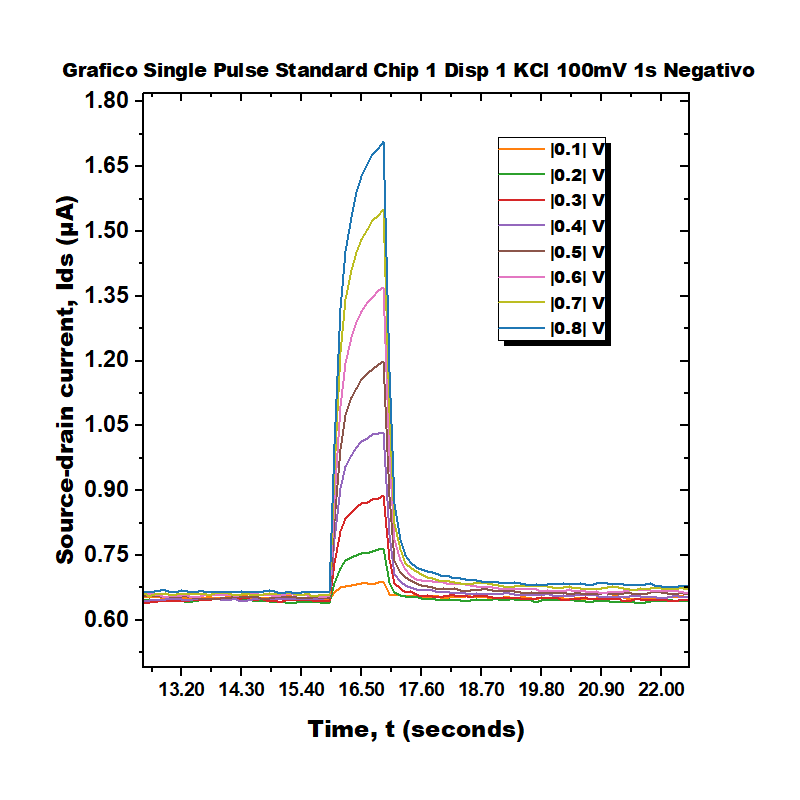 Grafico Single Pulse Standard Chip 1 Disp 1 KCl 100mV 1s Negativo
1.80
1.65
1.50
1.35
1.20
1.05
0.90
0.75
0.60
Source-drain current, Ids (µA)
|0.1| V
|0.2| V
|0.3| V
|0.4| V
|0.5| V
|0.6| V
|0.7| V
|0.8| V
13.20 14.30 15.40 16.50 17.60 18.70 19.80 20.90 22.00
Time, t (seconds)